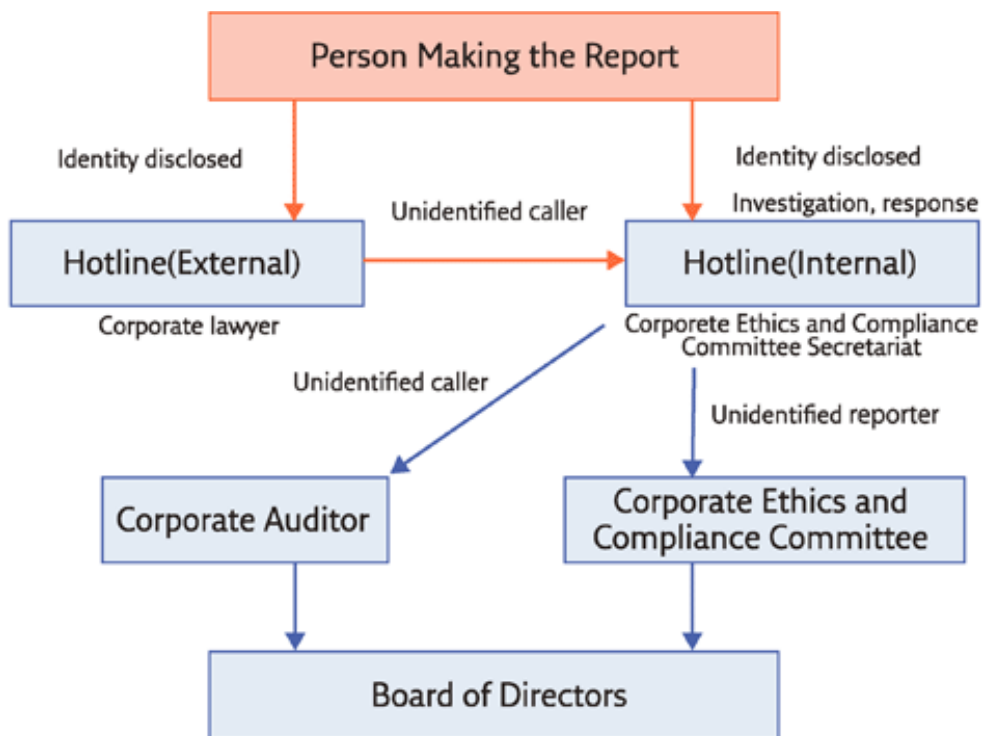 Person Making the Report
Identity disclosed
Identity disclosed
Unidentified caller
Investigation, response
Hotline(External)
Hotline(Internal)
Corporate lawyer
Corporete Ethics and Compliance
Committee Secretariat
Unidentified caller
Unidentified reporter
Corporate Auditor
Corporate Ethics and
Compliance Committee
Board of Directors